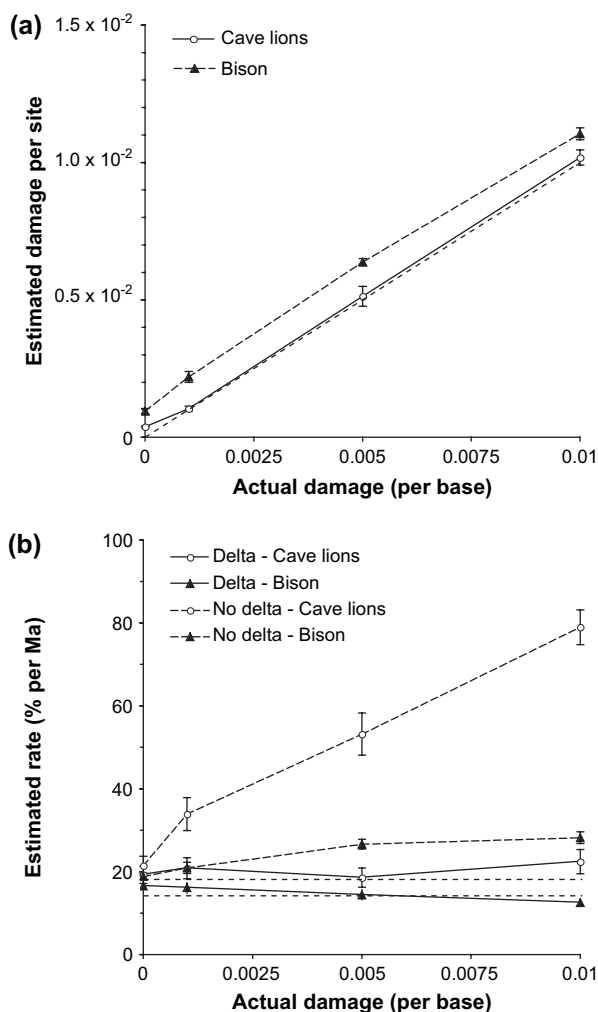 (a)
1.5 x 10⁻²
Cave lions
Bison
1.0 x 10⁻²
0.5 x 10⁻²
0
Estimated damage per site
0 0.0025 0.005 0.0075 0.01
Actual damage (per base)
(b)
100
Delta - Cave lions
Delta - Bison
No delta - Cave lions
No delta - Bison
80
60
40
20
0
Estimated rate (% per Ma)
0 0.0025 0.005 0.0075 0.01
Actual damage (per base)